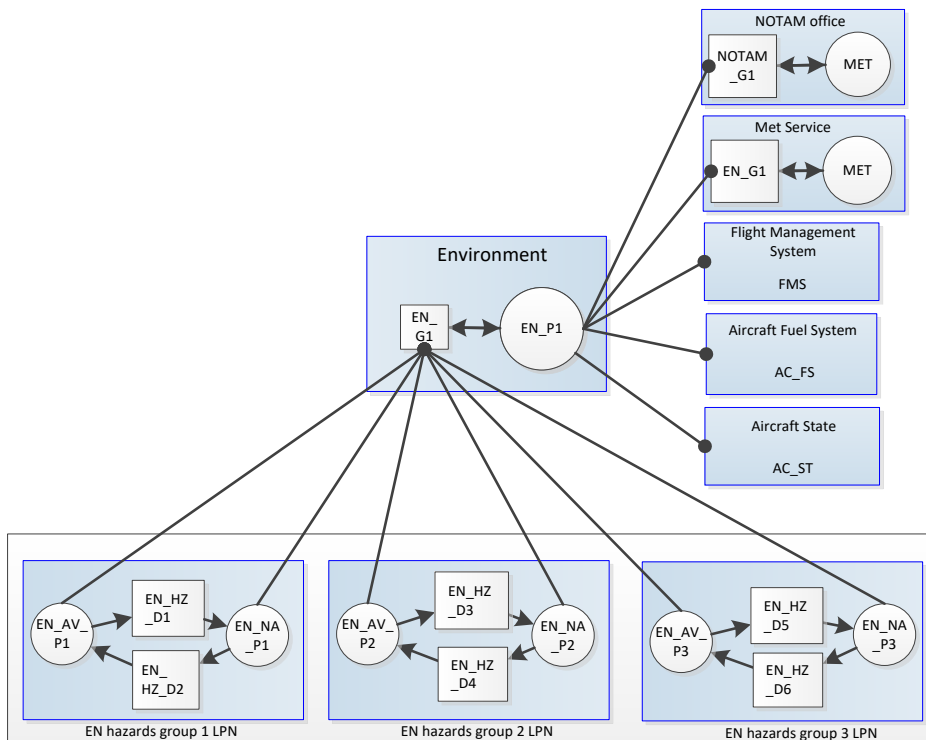 NOTAM office
NOTAM
_G1
MET
Met Service
EN_G1
MET
Flight Management
System
FMS
Environment
EN_
G1
EN_P1
Aircraft Fuel System
AC_FS
Aircraft State
AC_ST
EN_AV_
P1
EN_HZ
_D1
EN_
HZ_D2
EN_NA
_P1
EN hazards group 1 LPN
EN_AV_
P2
EN_HZ
_D3
EN_HZ
_D4
EN_NA
_P2
EN hazards group 2 LPN
EN_AV_
P3
EN_HZ
_D5
EN_HZ
_D6
EN_NA
_P3
EN hazards group 3 LPN